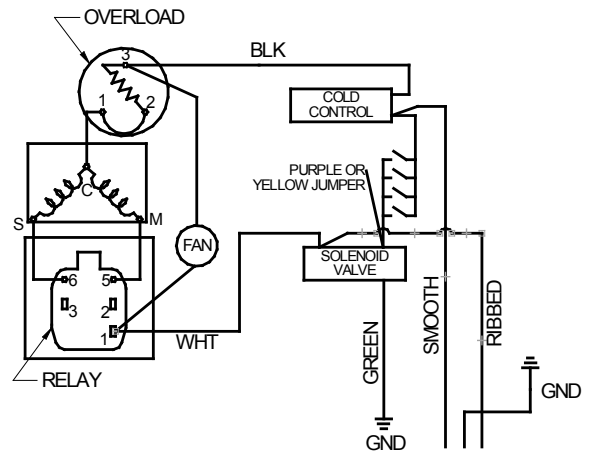 OVERLOAD
BLK
3
1
2
COLD
CONTROL
PURPLE OR
YELLOW JUMPER
C
S
M
FAN
SOLENOID
VALVE
6
5
3
2
1
WHT
GREEN
SMOOTH
RIBBED
RELAY
GND
GND